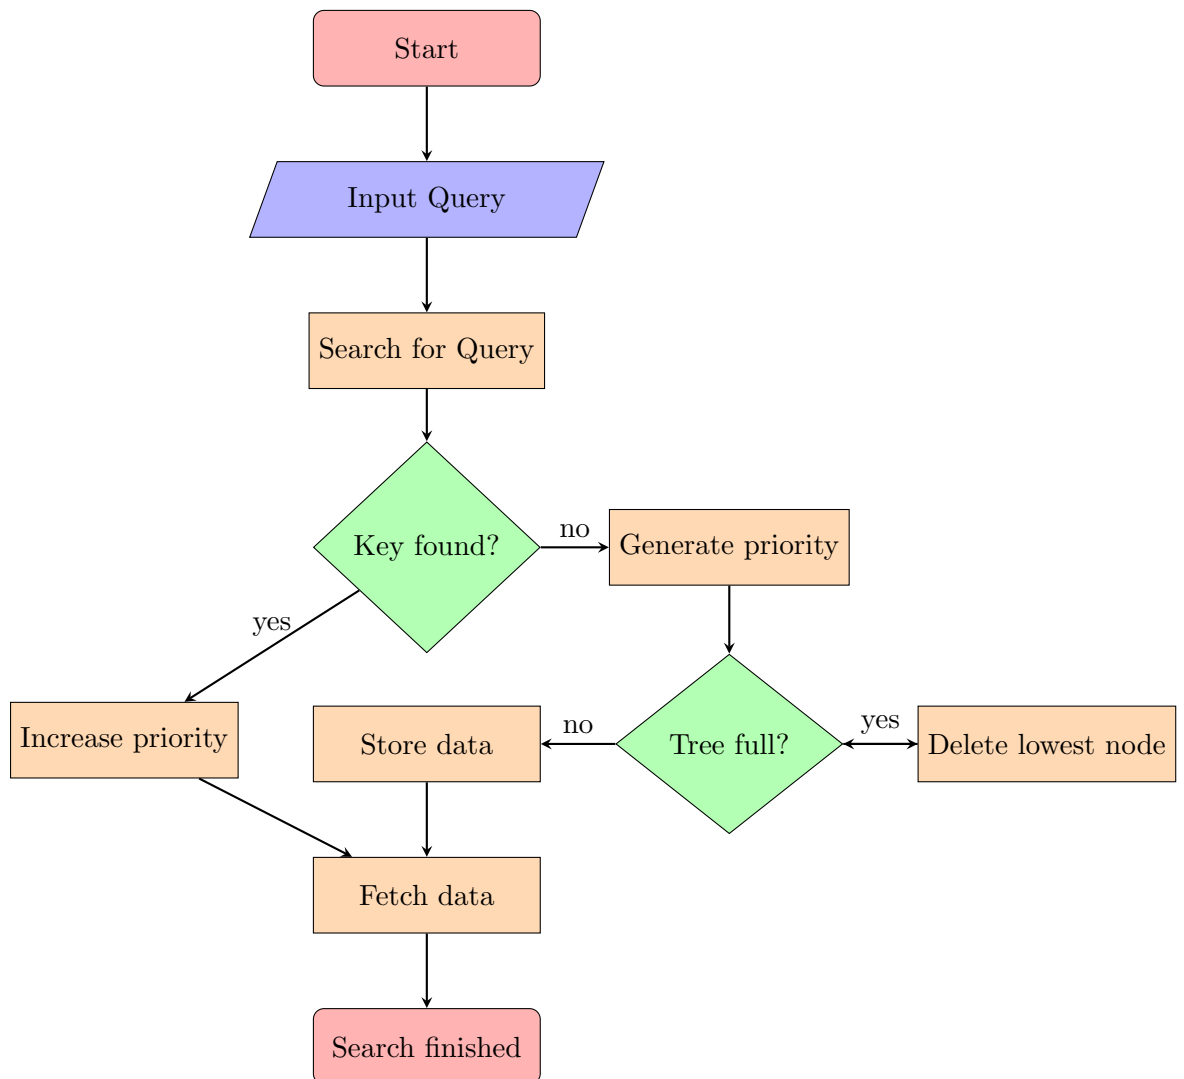 Start
Input Query
Search for Query
Key found?
no
Generate priority
yes
Increase priority
Store data
no
Tree full?
yes
Delete lowest node
Fetch data
Search finished